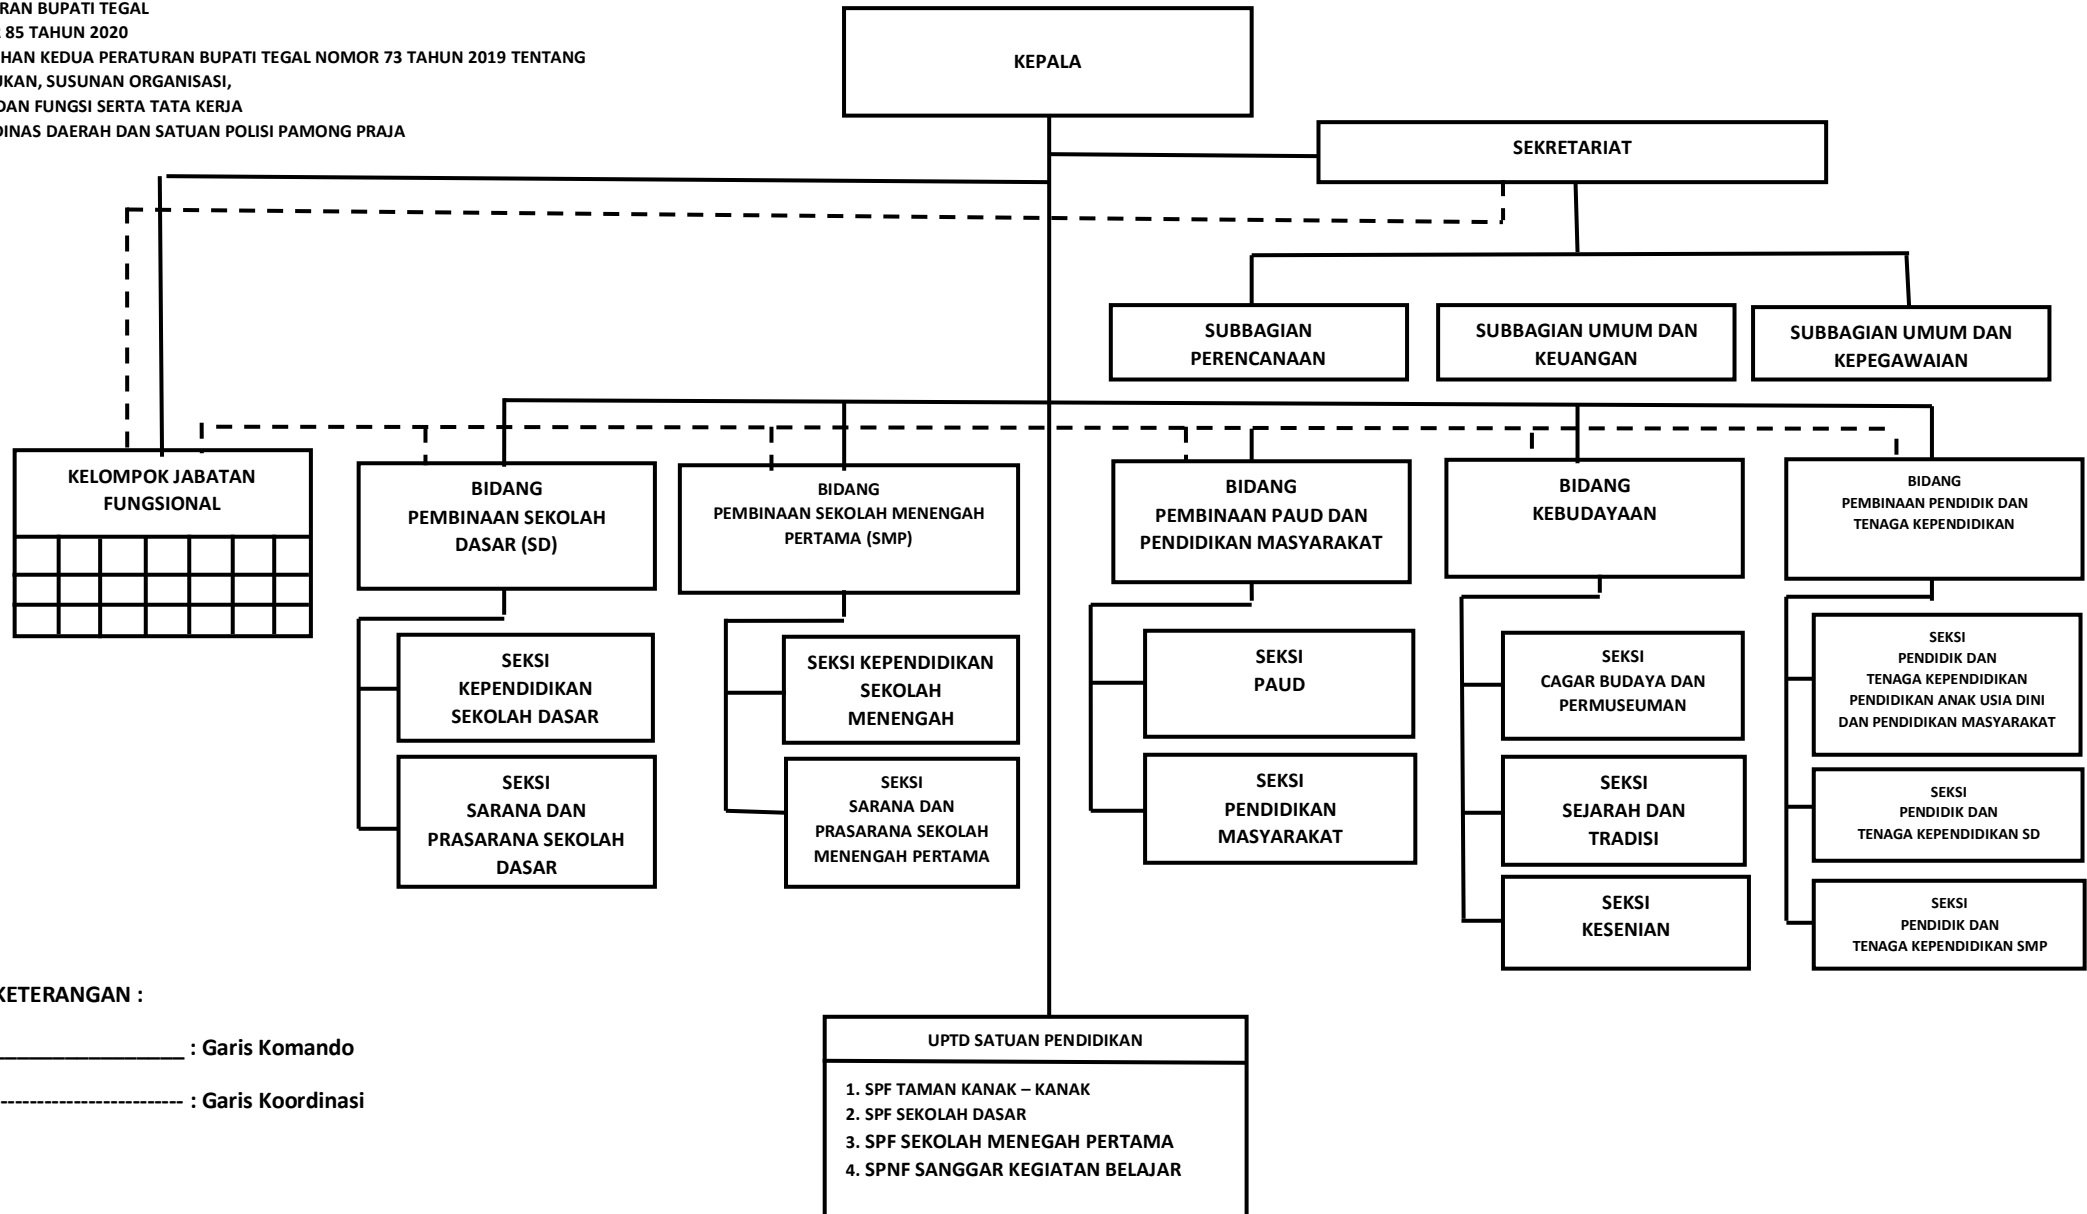 RAN BUPATI TEGAL
85 TAHUN 2020
HAN KEDUA PERATURAN BUPATI TEGAL NOMOR 73 TAHUN 2019 TENTANG
UKAN, SUSUNAN ORGANISASI,
DAN FUNGSI SERTA TATA KERJA
DINAS DAERAH DAN SATUAN POLISI PAMONG PRAJA
KEPALA
SEKRETARIAT
SUBBAGIAN
PERENCANAAN
SUBBAGIAN UMUM DAN
KEUANGAN
SUBBAGIAN UMUM DAN
KEPEGAWAIAN
KELOMPOK JABATAN
FUNGSIONAL
BIDANG
PEMBINAAN SEKOLAH
DASAR (SD)
BIDANG
PEMBINAAN SEKOLAH MENENGAH
PERTAMA (SMP)
BIDANG
PEMBINAAN PAUD DAN
PENDIDIKAN MASYARAKAT
BIDANG
KEBUDAYAAN
BIDANG
PEMBINAAN PENDIDIK DAN
TENAGA KEPENDIDIKAN
SEKSI
KEPENDIDIKAN
SEKOLAH DASAR
SEKSI
SARANA DAN
PRASARANA SEKOLAH
DASAR
SEKSI KEPENDIDIKAN
SEKOLAH
MENENGAH
SEKSI
SARANA DAN
PRASARANA SEKOLAH
MENENGAH PERTAMA
SEKSI
PAUD
SEKSI
PENDIDIKAN
MASYARAKAT
SEKSI
CAGAR BUDAYA DAN
PERMUSEUMAN
SEKSI
SEJARAH DAN
TRADISI
SEKSI
KESENIAN
SEKSI
PENDIDIK DAN
TENAGA KEPENDIDIKAN
PENDIDIKAN ANAK USIA DINI
DAN PENDIDIKAN MASYARAKAT
SEKSI
PENDIDIK DAN
TENAGA KEPENDIDIKAN SD
SEKSI
PENDIDIK DAN
TENAGA KEPENDIDIKAN SMP
KETERANGAN :
: Garis Komando
: Garis Koordinasi
UPTD SATUAN PENDIDIKAN
1. SPF TAMAN KANAK – KANAK
2. SPF SEKOLAH DASAR
3. SPF SEKOLAH MENEGAH PERTAMA
4. SPNF SANGGAR KEGIATAN BELAJAR